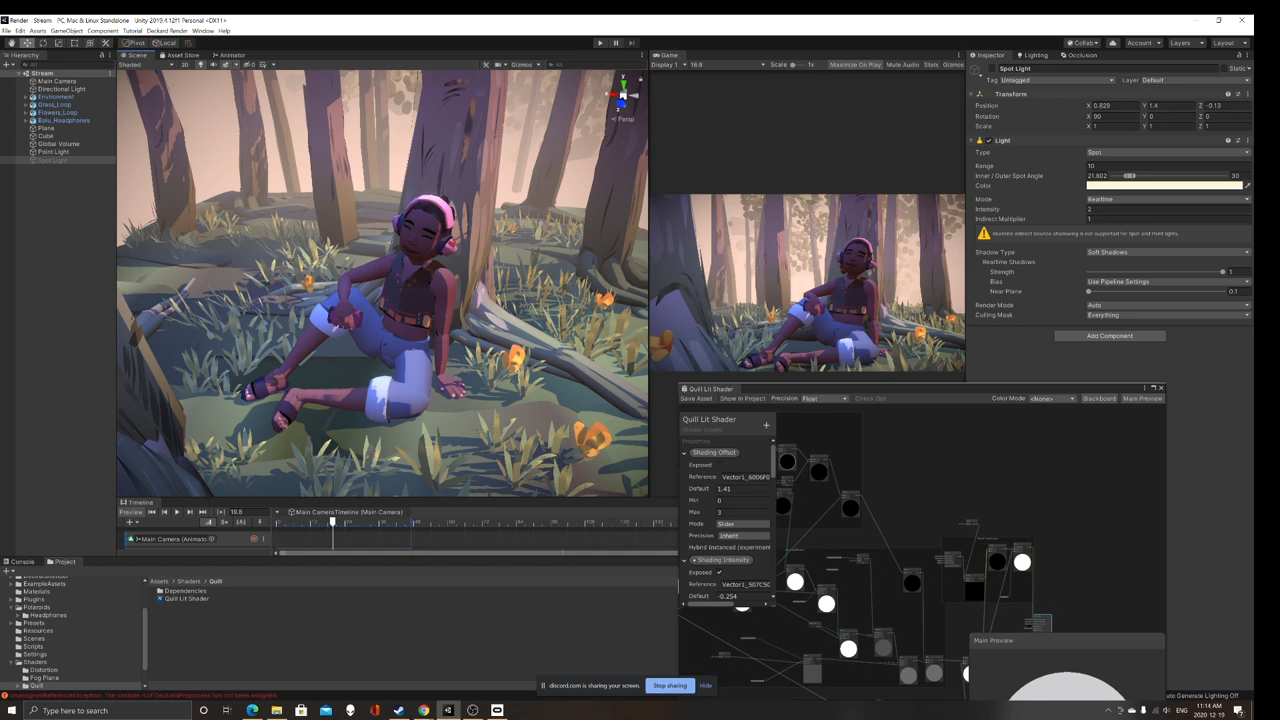 Render Stream PC, Mac & Linux Standalone Unity 2019.4.12f1 Personal <DX11>
File Edit Assets GameObject Component Tutorial Deckard Render Window Help
Pivot Local Collab Account Layers Layout
Hierarchy
All
Stream
Main Camera
Directional Light
Environment
Grass_Loop
Flowers_Loop
Bolu_Headphones
Plane
Cube
Global Volume
Point Light
Spot Light
Scene Asset Store Animator
Shaded 2D Gizmos All
y
x
z
Persp
Game
Display 1 16:9 Scale 1x Maximize On Play Mute Audio Stats Gizmos
Inspector Lighting Occlusion
Spot Light Static
Tag Untagged Layer Default
Transform
Position X 0.829 Y 1.4 Z -0.13
Rotation X 90 Y 0 Z 0
Scale X 1 Y 1 Z 1
Light
Type Spot
Range 10
Inner / Outer Spot Angle 21.802 30
Color
Mode Realtime
Intensity 2
Indirect Multiplier 1
Realtime indirect bounce shadowing is not supported for Spot and Point lights.
Shadow Type Soft Shadows
Realtime Shadows
Strength 1
Bias Use Pipeline Settings
Near Plane 0.1
Render Mode Auto
Culling Mask Everything
Add Component
Quill Lit Shader
Save Asset Show In Project Precision Float Check Out Color Mode <None> Blackboard Main Preview
Quill Lit Shader
Shader Graphs
Properties
Shading Offset
Exposed
Reference Vector1_6006F0
Default 1.41
Min 0
Max 3
Mode Slider
Precision Inherit
Hybrid Instanced (experiment
Shading Intensity
Exposed
Reference Vector1_507C5C
Default -0.254
Main Preview
Timeline
Preview 18.8 Main CameraTimeline (Main Camera)
Main Camera (Animato
Console Project
ExampleAssets
Materials
Plugins
Polaroids
Headphones
Presets
Resources
Scenes
Scripts
Settings
Shaders
Distortion
Fog Plane
Quill
Assets Shaders Quill
Dependencies
Quill Lit Shader
discord.com is sharing your screen. Stop sharing Hide
Auto Generate Lighting Off
Type here to search
ENG
11:14 AM
2020-12-19